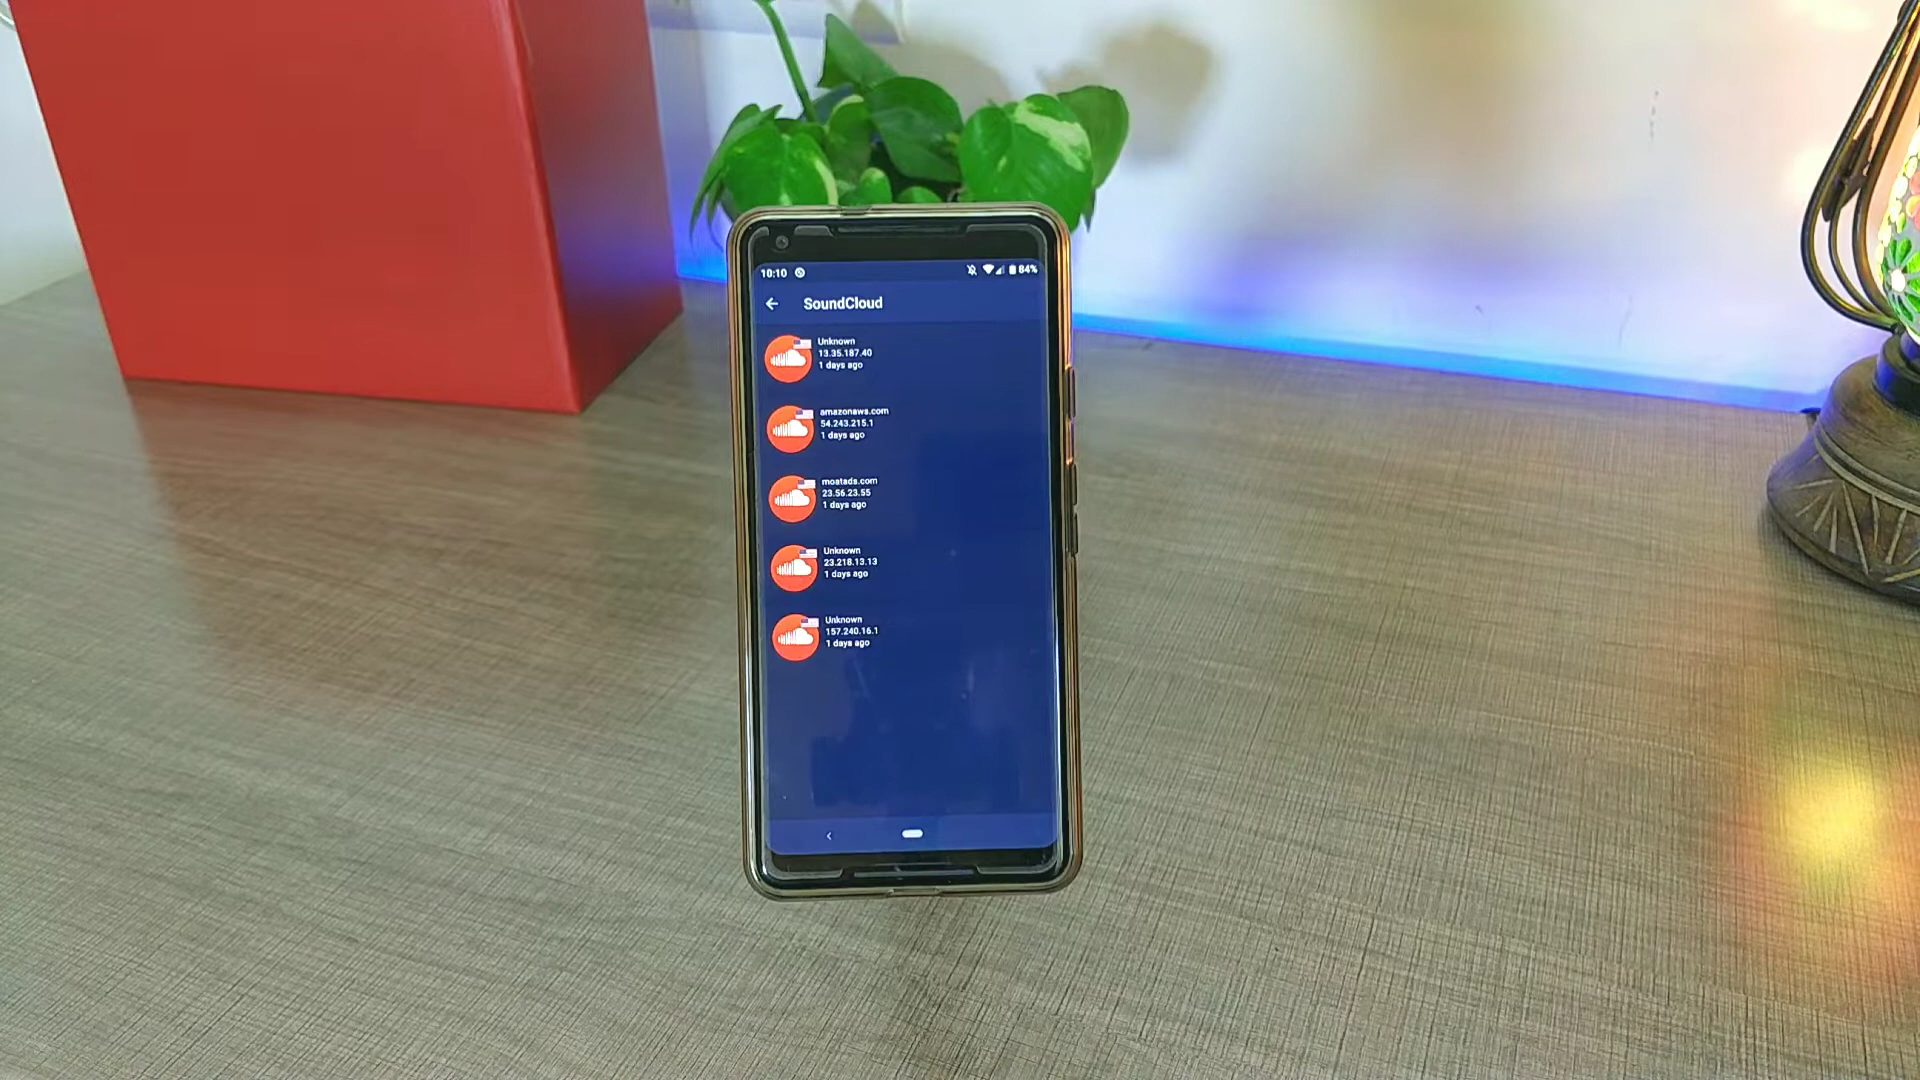 10:10 84%
SoundCloud
Unknown
13.35.187.40
1 days ago
amazonaws.com
54.243.215.1
1 days ago
moatads.com
23.56.23.55
1 days ago
Unknown
23.218.13.13
1 days ago
Unknown
157.240.16.1
1 days ago